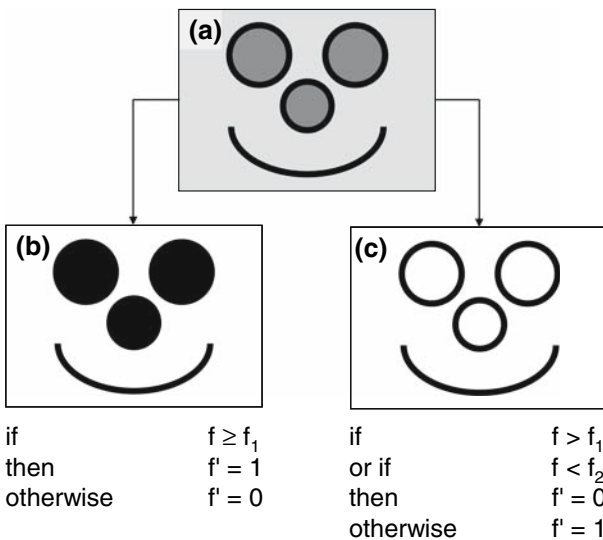 (a)
(b)
(c)
if f ≥ f₁
then f' = 1
otherwise f' = 0
if f > f₁
or if f < f₂
then f' = 0
otherwise f' = 1